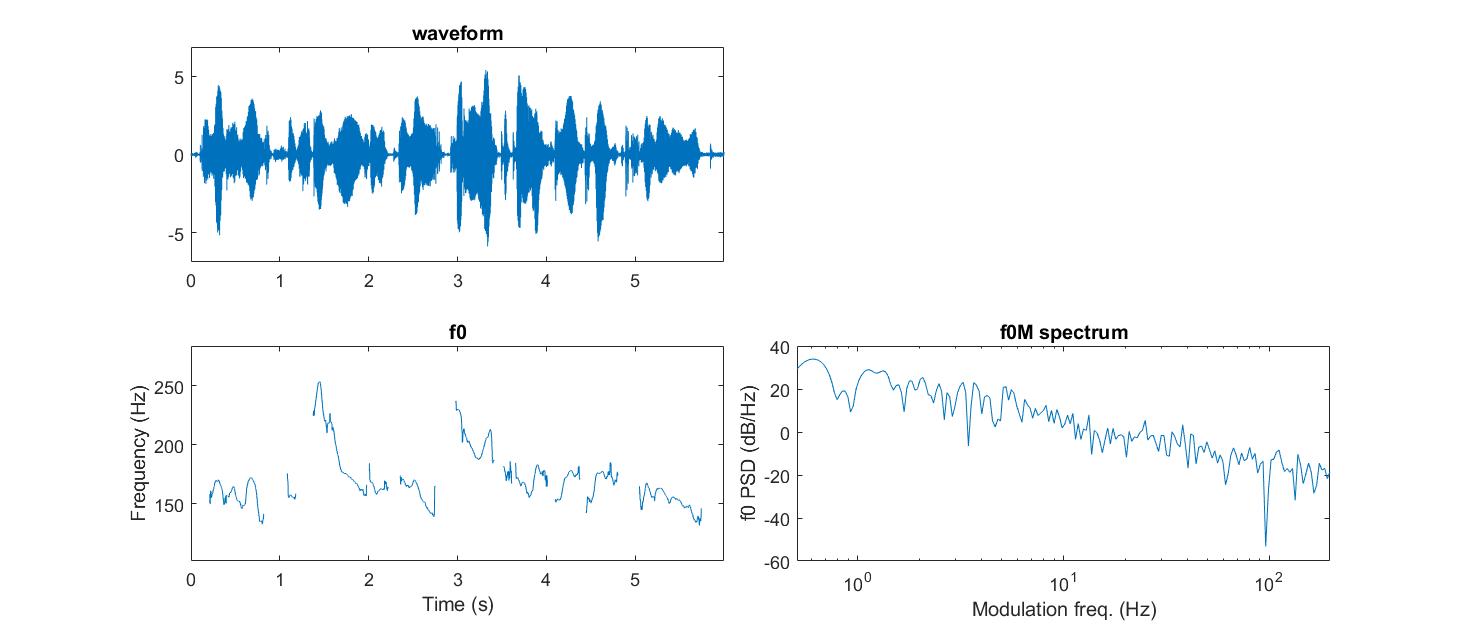 waveform
5
0
-5
0 1 2 3 4 5
f0
Frequency (Hz)
250
200
150
0 1 2 3 4 5
Time (s)
f0M spectrum
f0 PSD (dB/Hz)
40
20
0
-20
-40
-60
10^0 10^1 10^2
Modulation freq. (Hz)